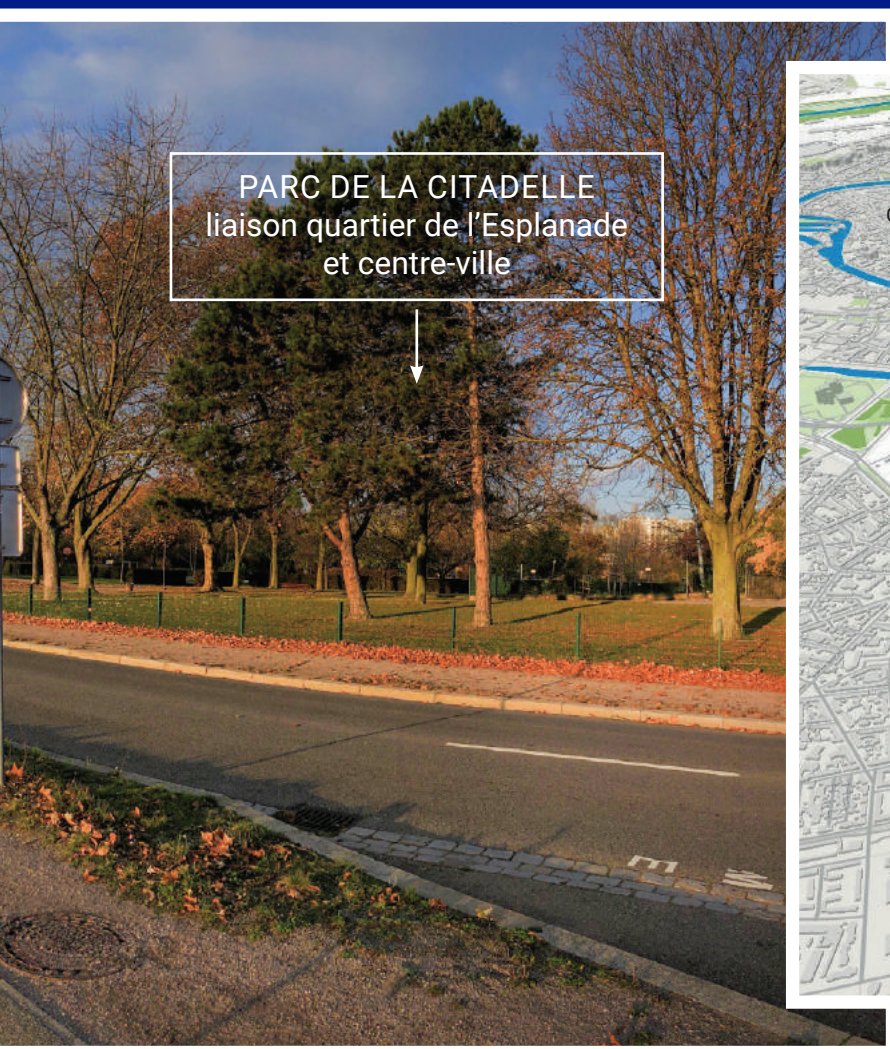 PARC DE LA CITADELLE
liaison quartier de l’Esplanade
et centre-ville